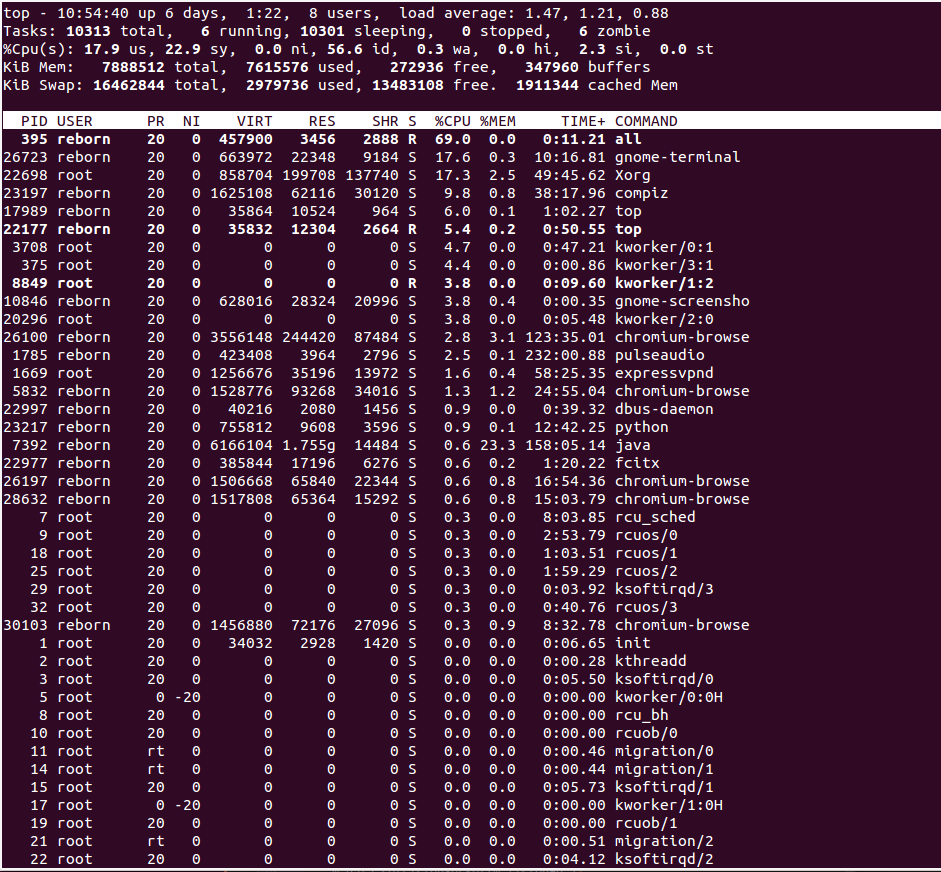 top - 10:54:40 up 6 days,  1:22,  8 users,  load average: 1.47, 1.21, 0.88
Tasks: 10313 total,   6 running, 10301 sleeping,   0 stopped,   6 zombie
%Cpu(s): 17.9 us, 22.9 sy,  0.0 ni, 56.6 id,  0.3 wa,  0.0 hi,  2.3 si,  0.0 st
KiB Mem:   7888512 total,  7615576 used,   272936 free,   347960 buffers
KiB Swap: 16462844 total,  2979736 used, 13483108 free.  1911344 cached Mem
PID USER      PR  NI    VIRT    RES    SHR S  %CPU %MEM     TIME+ COMMAND
395 reborn    20   0  457900   3456   2888 R  69.0  0.0   0:11.21 all
26723 reborn    20   0  663972  22348   9184 S  17.6  0.3  10:16.81 gnome-terminal
22698 root      20   0  858704 199708 137740 S  17.3  2.5  49:45.62 Xorg
23197 reborn    20   0 1625108  62116  30120 S   9.8  0.8  38:17.96 compiz
17989 reborn    20   0   35864  10524    964 S   6.0  0.1   1:02.27 top
22177 reborn    20   0   35832  12304   2664 R   5.4  0.2   0:50.55 top
3708 root      20   0       0      0      0 S   4.7  0.0   0:47.21 kworker/0:1
375 root      20   0       0      0      0 S   4.4  0.0   0:00.86 kworker/3:1
8849 root      20   0       0      0      0 R   3.8  0.0   0:09.60 kworker/1:2
10846 reborn    20   0  628016  28324  20996 S   3.8  0.4   0:00.35 gnome-screensho
20296 root      20   0       0      0      0 S   3.8  0.0   0:05.48 kworker/2:0
26100 reborn    20   0 3556148 244420  87484 S   2.8  3.1 123:35.01 chromium-browse
1785 reborn    20   0  423408   3964   2796 S   2.5  0.1 232:00.88 pulseaudio
1669 root      20   0 1256676  35196  13972 S   1.6  0.4  58:25.35 expressvpnd
5832 reborn    20   0 1528776  93268  34016 S   1.3  1.2  24:55.04 chromium-browse
22997 reborn    20   0   40216   2080   1456 S   0.9  0.0   0:39.32 dbus-daemon
23217 reborn    20   0  755812   9608   3596 S   0.9  0.1  12:42.25 python
7392 reborn    20   0 6166104 1.755g  14484 S   0.6 23.3 158:05.14 java
22977 reborn    20   0  385844  17196   6276 S   0.6  0.2   1:20.22 fcitx
26197 reborn    20   0 1506668  65840  22344 S   0.6  0.8  16:54.36 chromium-browse
28632 reborn    20   0 1517808  65364  15292 S   0.6  0.8  15:03.79 chromium-browse
7 root      20   0       0      0      0 S   0.3  0.0   8:03.85 rcu_sched
9 root      20   0       0      0      0 S   0.3  0.0   2:53.79 rcuos/0
18 root      20   0       0      0      0 S   0.3  0.0   1:03.51 rcuos/1
25 root      20   0       0      0      0 S   0.3  0.0   1:59.29 rcuos/2
29 root      20   0       0      0      0 S   0.3  0.0   0:03.92 ksoftirqd/3
32 root      20   0       0      0      0 S   0.3  0.0   0:40.76 rcuos/3
30103 reborn    20   0 1456880  72176  27096 S   0.3  0.9   8:32.78 chromium-browse
1 root      20   0   34032   2928   1420 S   0.0  0.0   0:06.65 init
2 root      20   0       0      0      0 S   0.0  0.0   0:00.28 kthreadd
3 root      20   0       0      0      0 S   0.0  0.0   0:05.50 ksoftirqd/0
5 root       0 -20       0      0      0 S   0.0  0.0   0:00.00 kworker/0:0H
8 root      20   0       0      0      0 S   0.0  0.0   0:00.00 rcu_bh
10 root      20   0       0      0      0 S   0.0  0.0   0:00.00 rcuob/0
11 root      rt   0       0      0      0 S   0.0  0.0   0:00.46 migration/0
14 root      rt   0       0      0      0 S   0.0  0.0   0:00.44 migration/1
15 root      20   0       0      0      0 S   0.0  0.0   0:05.73 ksoftirqd/1
17 root       0 -20       0      0      0 S   0.0  0.0   0:00.00 kworker/1:0H
19 root      20   0       0      0      0 S   0.0  0.0   0:00.00 rcuob/1
21 root      rt   0       0      0      0 S   0.0  0.0   0:00.51 migration/2
22 root      20   0       0      0      0 S   0.0  0.0   0:04.12 ksoftirqd/2